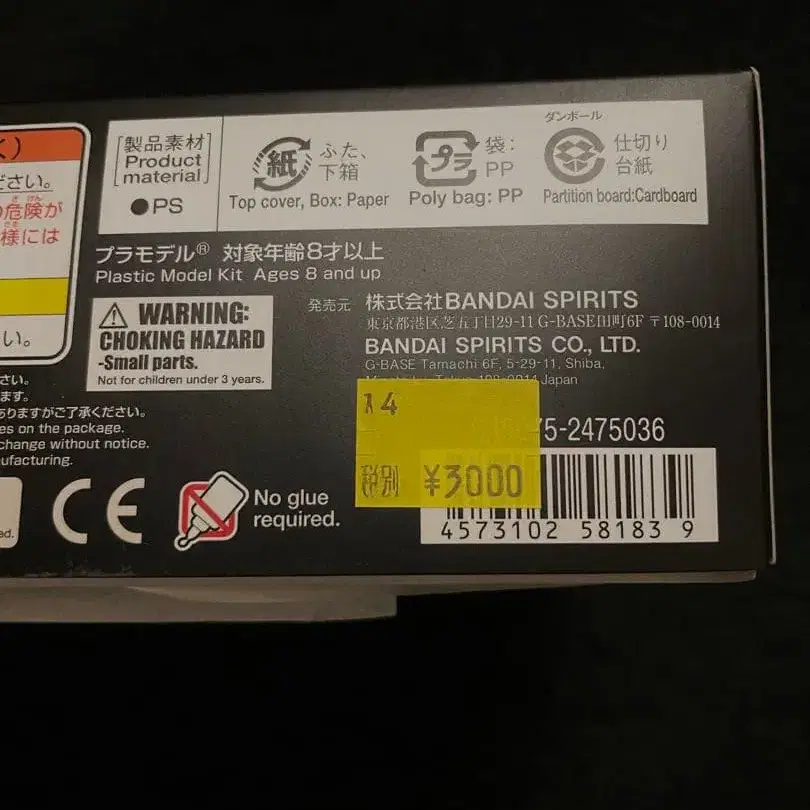 く）
ださい。
の危険が
様には
い。
さい。
ます。
ありますがご了承ください。
es on the package.
change without notice.
ufacturing.
ed.
［製品素材］
Product
material
●PS
紙
ふた、
下箱
Top cover, Box: Paper
プラ
袋：
PP
Poly bag: PP
ダンボール
仕切り
台紙
Partition board:Cardboard
プラモデル® 対象年齢8才以上
Plastic Model Kit Ages 8 and up
WARNING:
CHOKING HAZARD
-Small parts.
Not for children under 3 years.
発売元 株式会社BANDAI SPIRITS
東京都港区芝五丁目29-11 G-BASE田町6F 〒108-0014
BANDAI SPIRITS CO., LTD.
G-BASE Tamachi 6F, 5-29-11, Shiba,
Japan
14
75-2475036
税別 ¥3000
CE
No glue
required.
4573102 58183 9